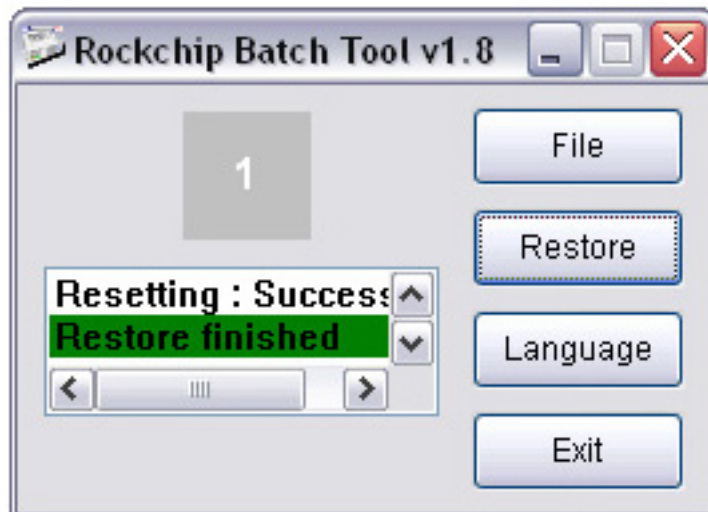 Rockchip Batch Tool v1.8
1
File
Restore
Language
Exit
Resetting : Success
Restore finished